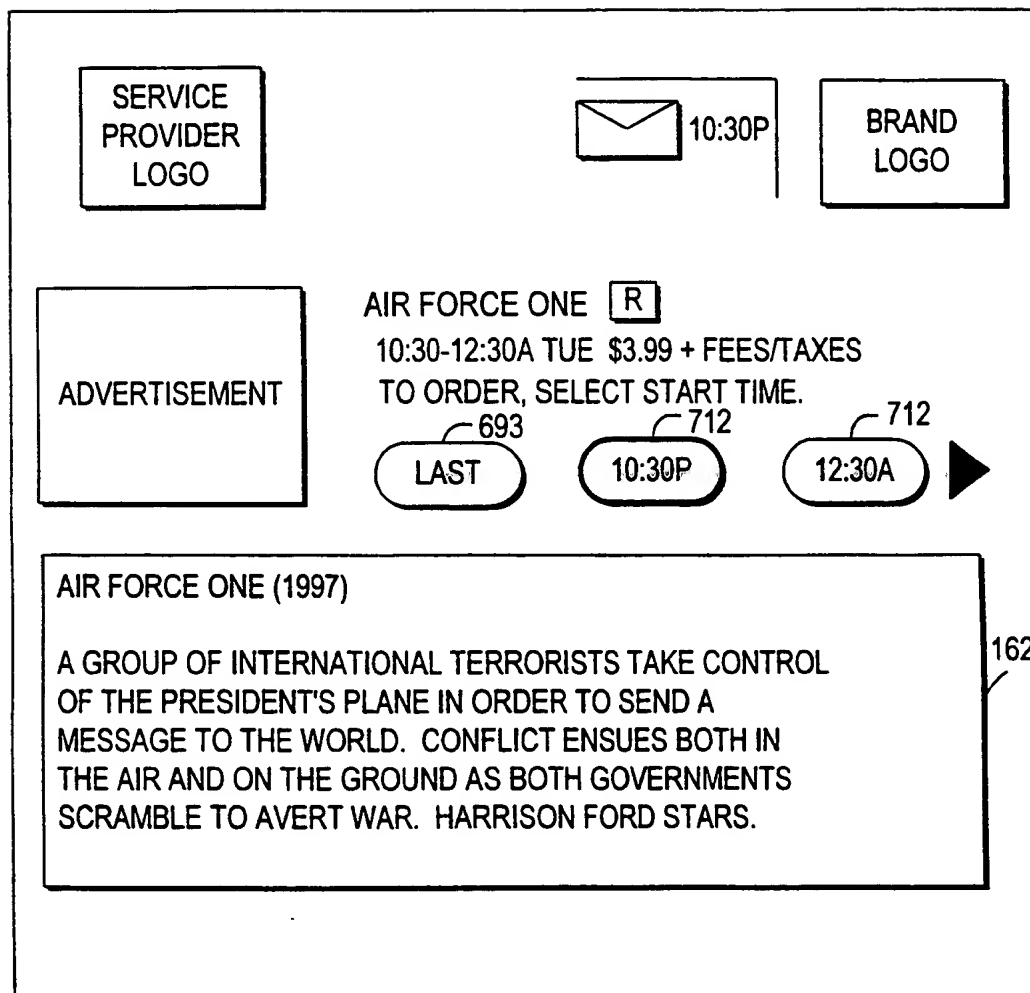 SERVICE
PROVIDER
LOGO
10:30P
BRAND
LOGO
ADVERTISEMENT
AIR FORCE ONE R
10:30-12:30A TUE $3.99 + FEES/TAXES
TO ORDER, SELECT START TIME.
693 712 712
LAST 10:30P 12:30A
AIR FORCE ONE (1997)
A GROUP OF INTERNATIONAL TERRORISTS TAKE CONTROL
OF THE PRESIDENT'S PLANE IN ORDER TO SEND A
MESSAGE TO THE WORLD. CONFLICT ENSUES BOTH IN
THE AIR AND ON THE GROUND AS BOTH GOVERNMENTS
SCRAMBLE TO AVERT WAR. HARRISON FORD STARS.
162